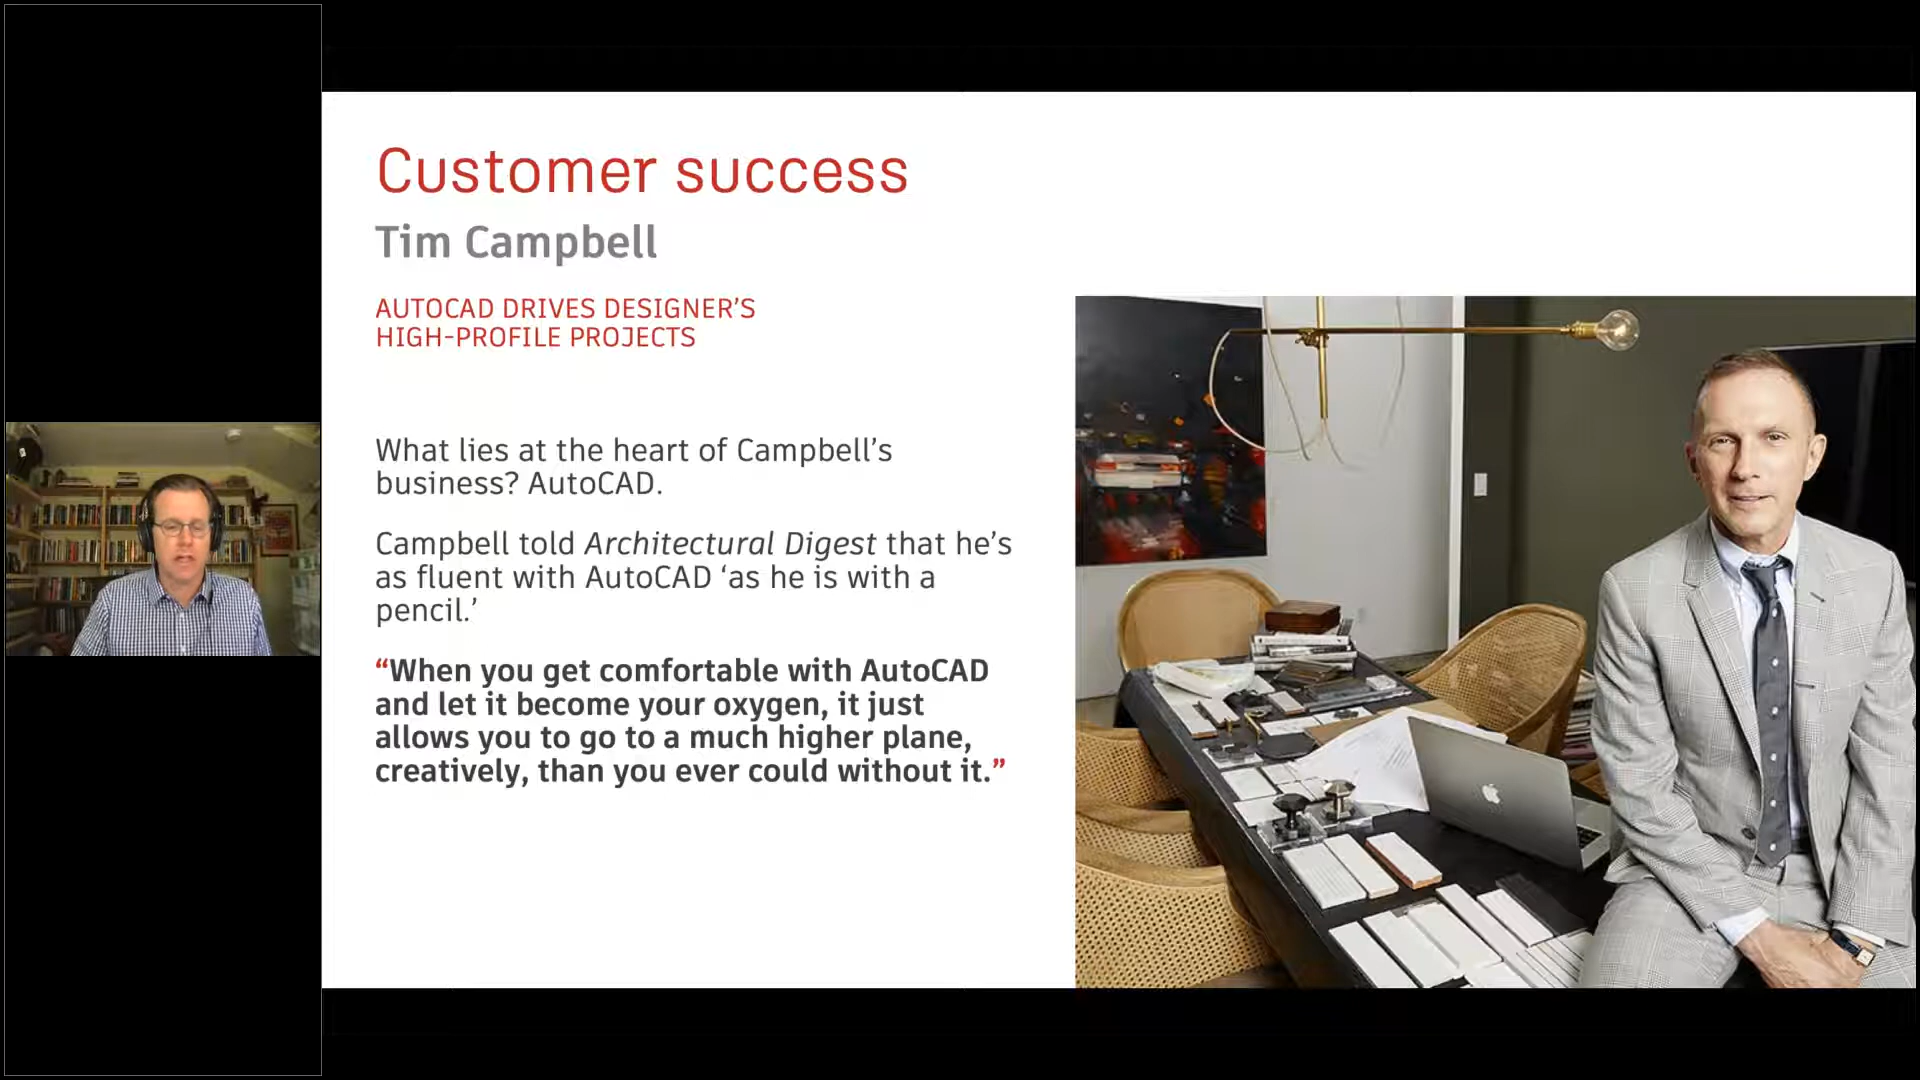 Customer success
Tim Campbell
AUTOCAD DRIVES DESIGNER’S
HIGH-PROFILE PROJECTS
What lies at the heart of Campbell’s
business? AutoCAD.
Campbell told Architectural Digest that he’s
as fluent with AutoCAD ‘as he is with a
pencil.’
“When you get comfortable with AutoCAD
and let it become your oxygen, it just
allows you to go to a much higher plane,
creatively, than you ever could without it.”